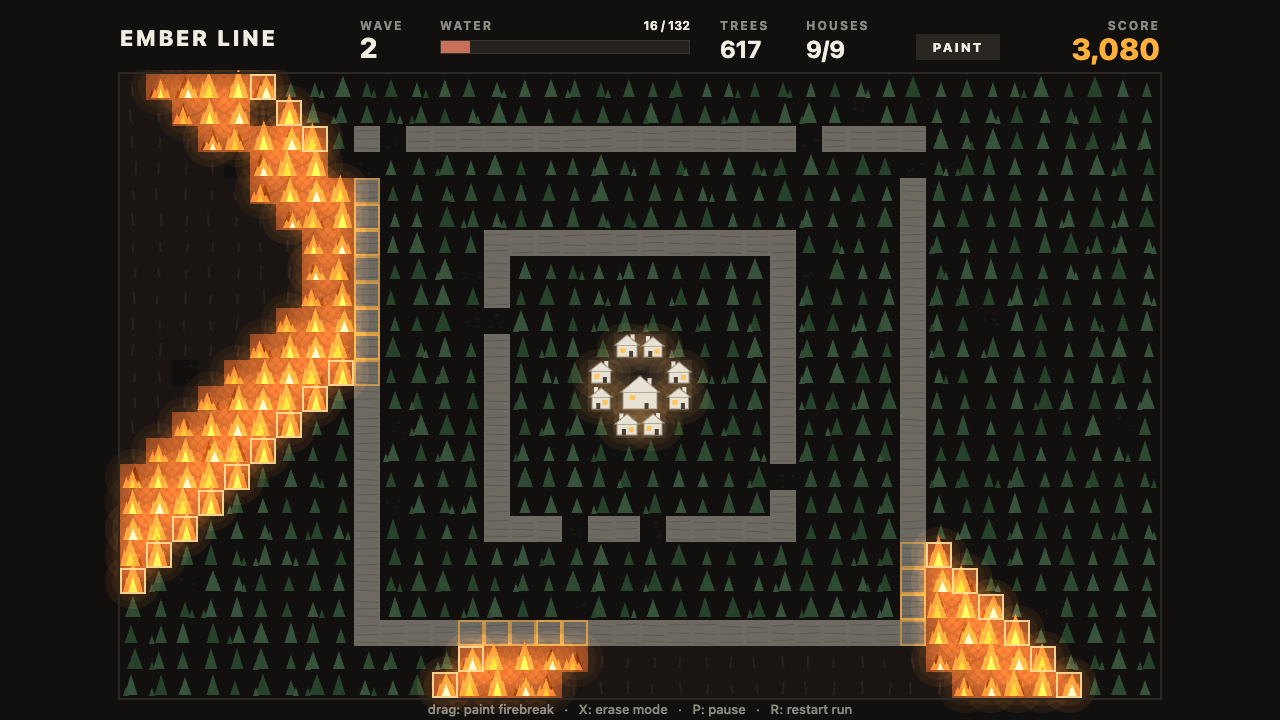 EMBER LINE
WAVE
2
WATER 16 / 132
TREES
617
HOUSES
9/9
PAINT
SCORE
3,080
drag: paint firebreak · X: erase mode · P: pause · R: restart run